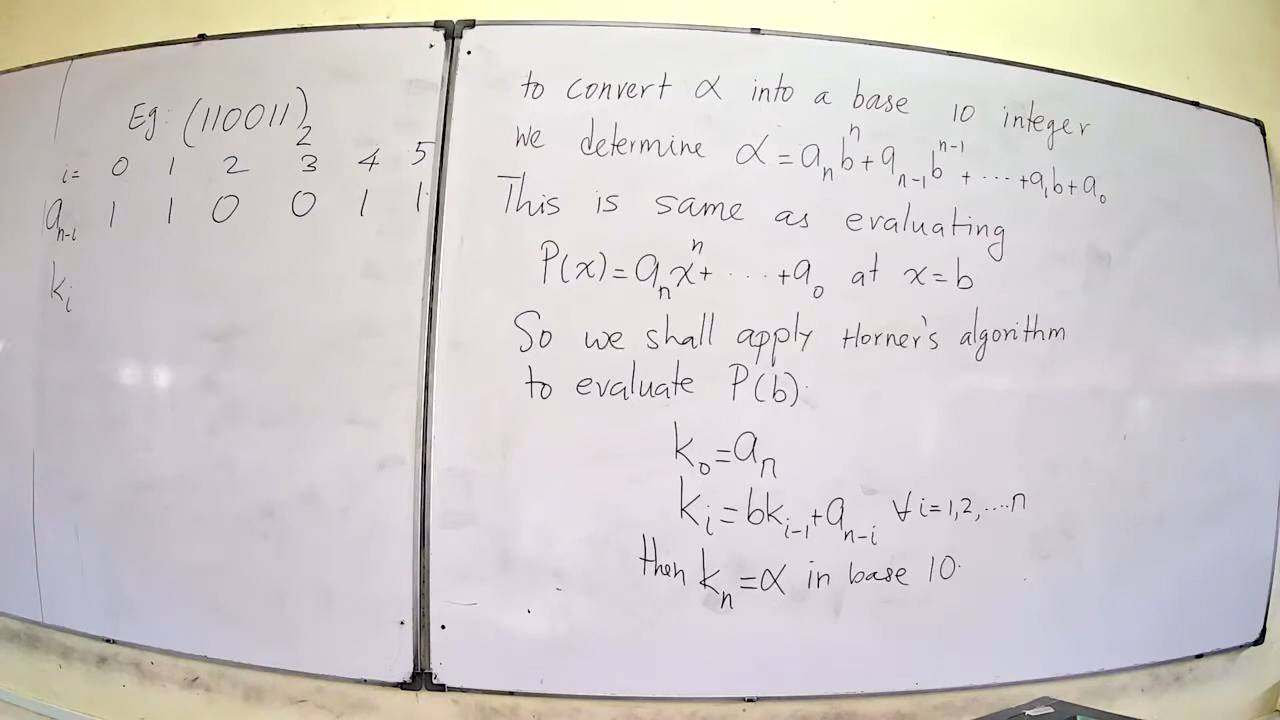 Eg: (110011)₂
i= 0 1 2 3 4 5
aₙ₋ᵢ 1 1 0 0 1 1
kᵢ
to convert α into a base 10 integer
we determine α = aₙbⁿ + aₙ₋₁bⁿ⁻¹ + ⋯ + a₁b + a₀
This is same as evaluating
P(x) = aₙxⁿ + ⋯ + a₀ at x = b
So we shall apply Horner's algorithm
to evaluate P(b).
k₀ = aₙ
kᵢ = bkᵢ₋₁ + aₙ₋ᵢ ∀ i = 1, 2, ....n
then kₙ = α in base 10.